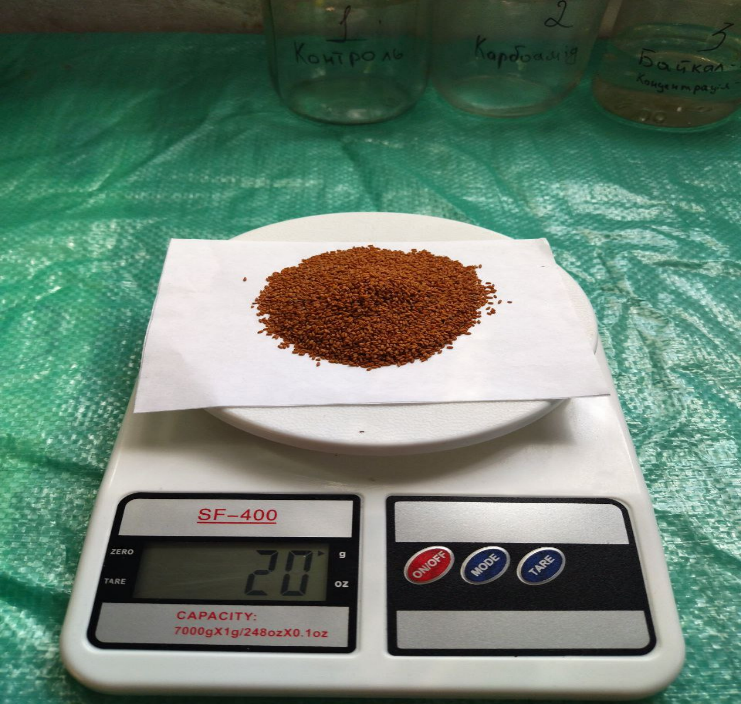 1
Контроль
2
Карбоамід
3
Байкал-
SF-400
ZERO
TARE
20
g
oz
CAPACITY:
7000gX1g/248ozX0.1oz
ON/OFF
MODE
TARE